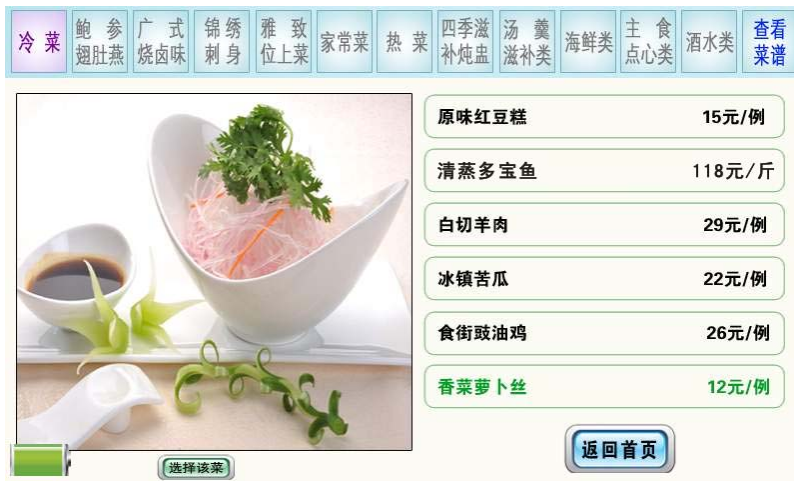 冷菜
鲍参
翅肚燕
广式
烧卤味
锦绣
刺身
雅致
位上菜
家常菜
热菜
四季滋
补炖盅
汤羹
滋补类
海鲜类
主食
点心类
酒水类
查看
菜谱
原味红豆糕 15元/例
清蒸多宝鱼 118元/斤
白切羊肉 29元/例
冰镇苦瓜 22元/例
食街豉油鸡 26元/例
香菜萝卜丝 12元/例
返回首页
选择该菜